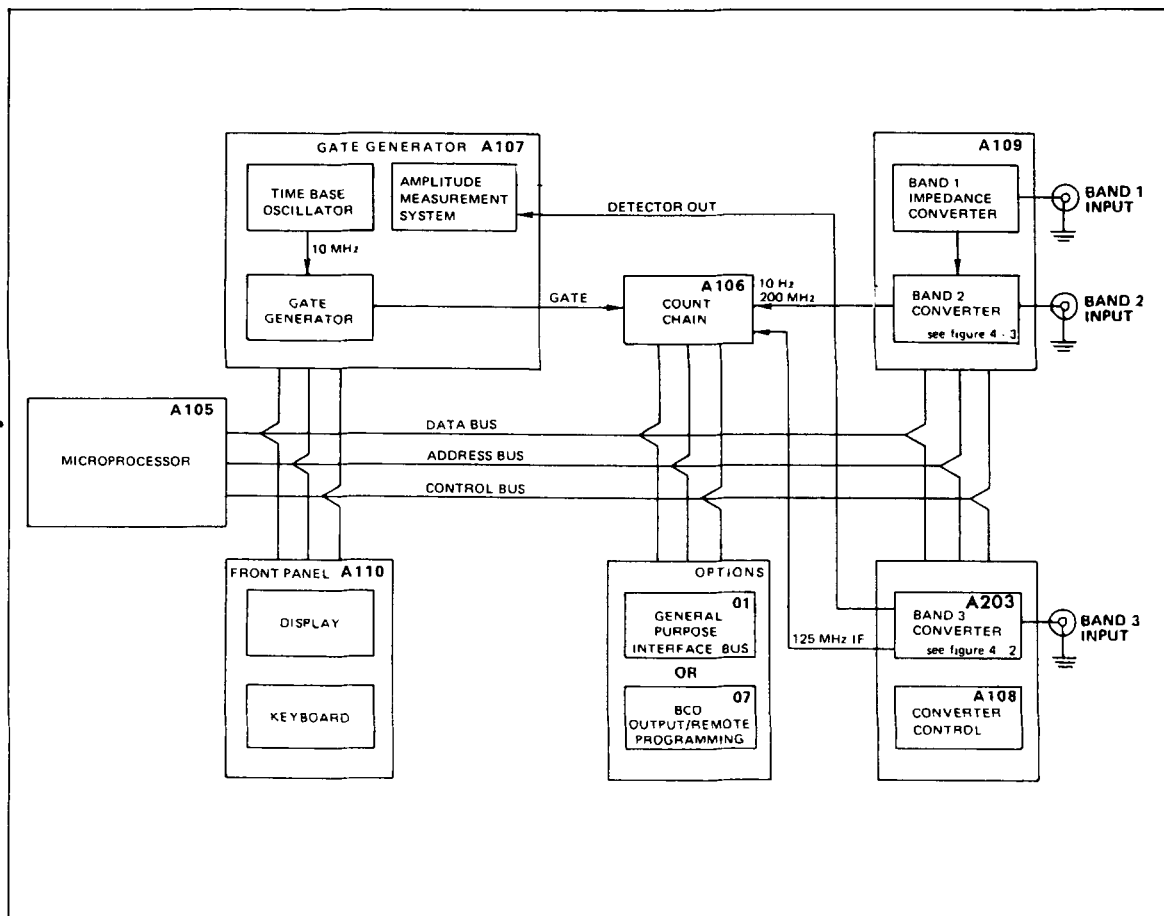 GATE GENERATOR A107
TIME BASE
OSCILLATOR
AMPLITUDE
MEASUREMENT
SYSTEM
10 MHz
GATE
GENERATOR
DETECTOR OUT
GATE
A106
COUNT
CHAIN
10 Hz
200 MHz
A109
BAND 1
IMPEDANCE
CONVERTER
BAND 1
INPUT
BAND 2
CONVERTER
see figure 4 - 3
BAND 2
INPUT
A105
MICROPROCESSOR
DATA BUS
ADDRESS BUS
CONTROL BUS
FRONT PANEL A110
DISPLAY
KEYBOARD
OPTIONS
01
GENERAL
PURPOSE
INTERFACE BUS
OR
07
BCD
OUTPUT/REMOTE
PROGRAMMING
125 MHz IF
A203
BAND 3
CONVERTER
see figure 4 2
BAND 3
INPUT
A108
CONVERTER
CONTROL